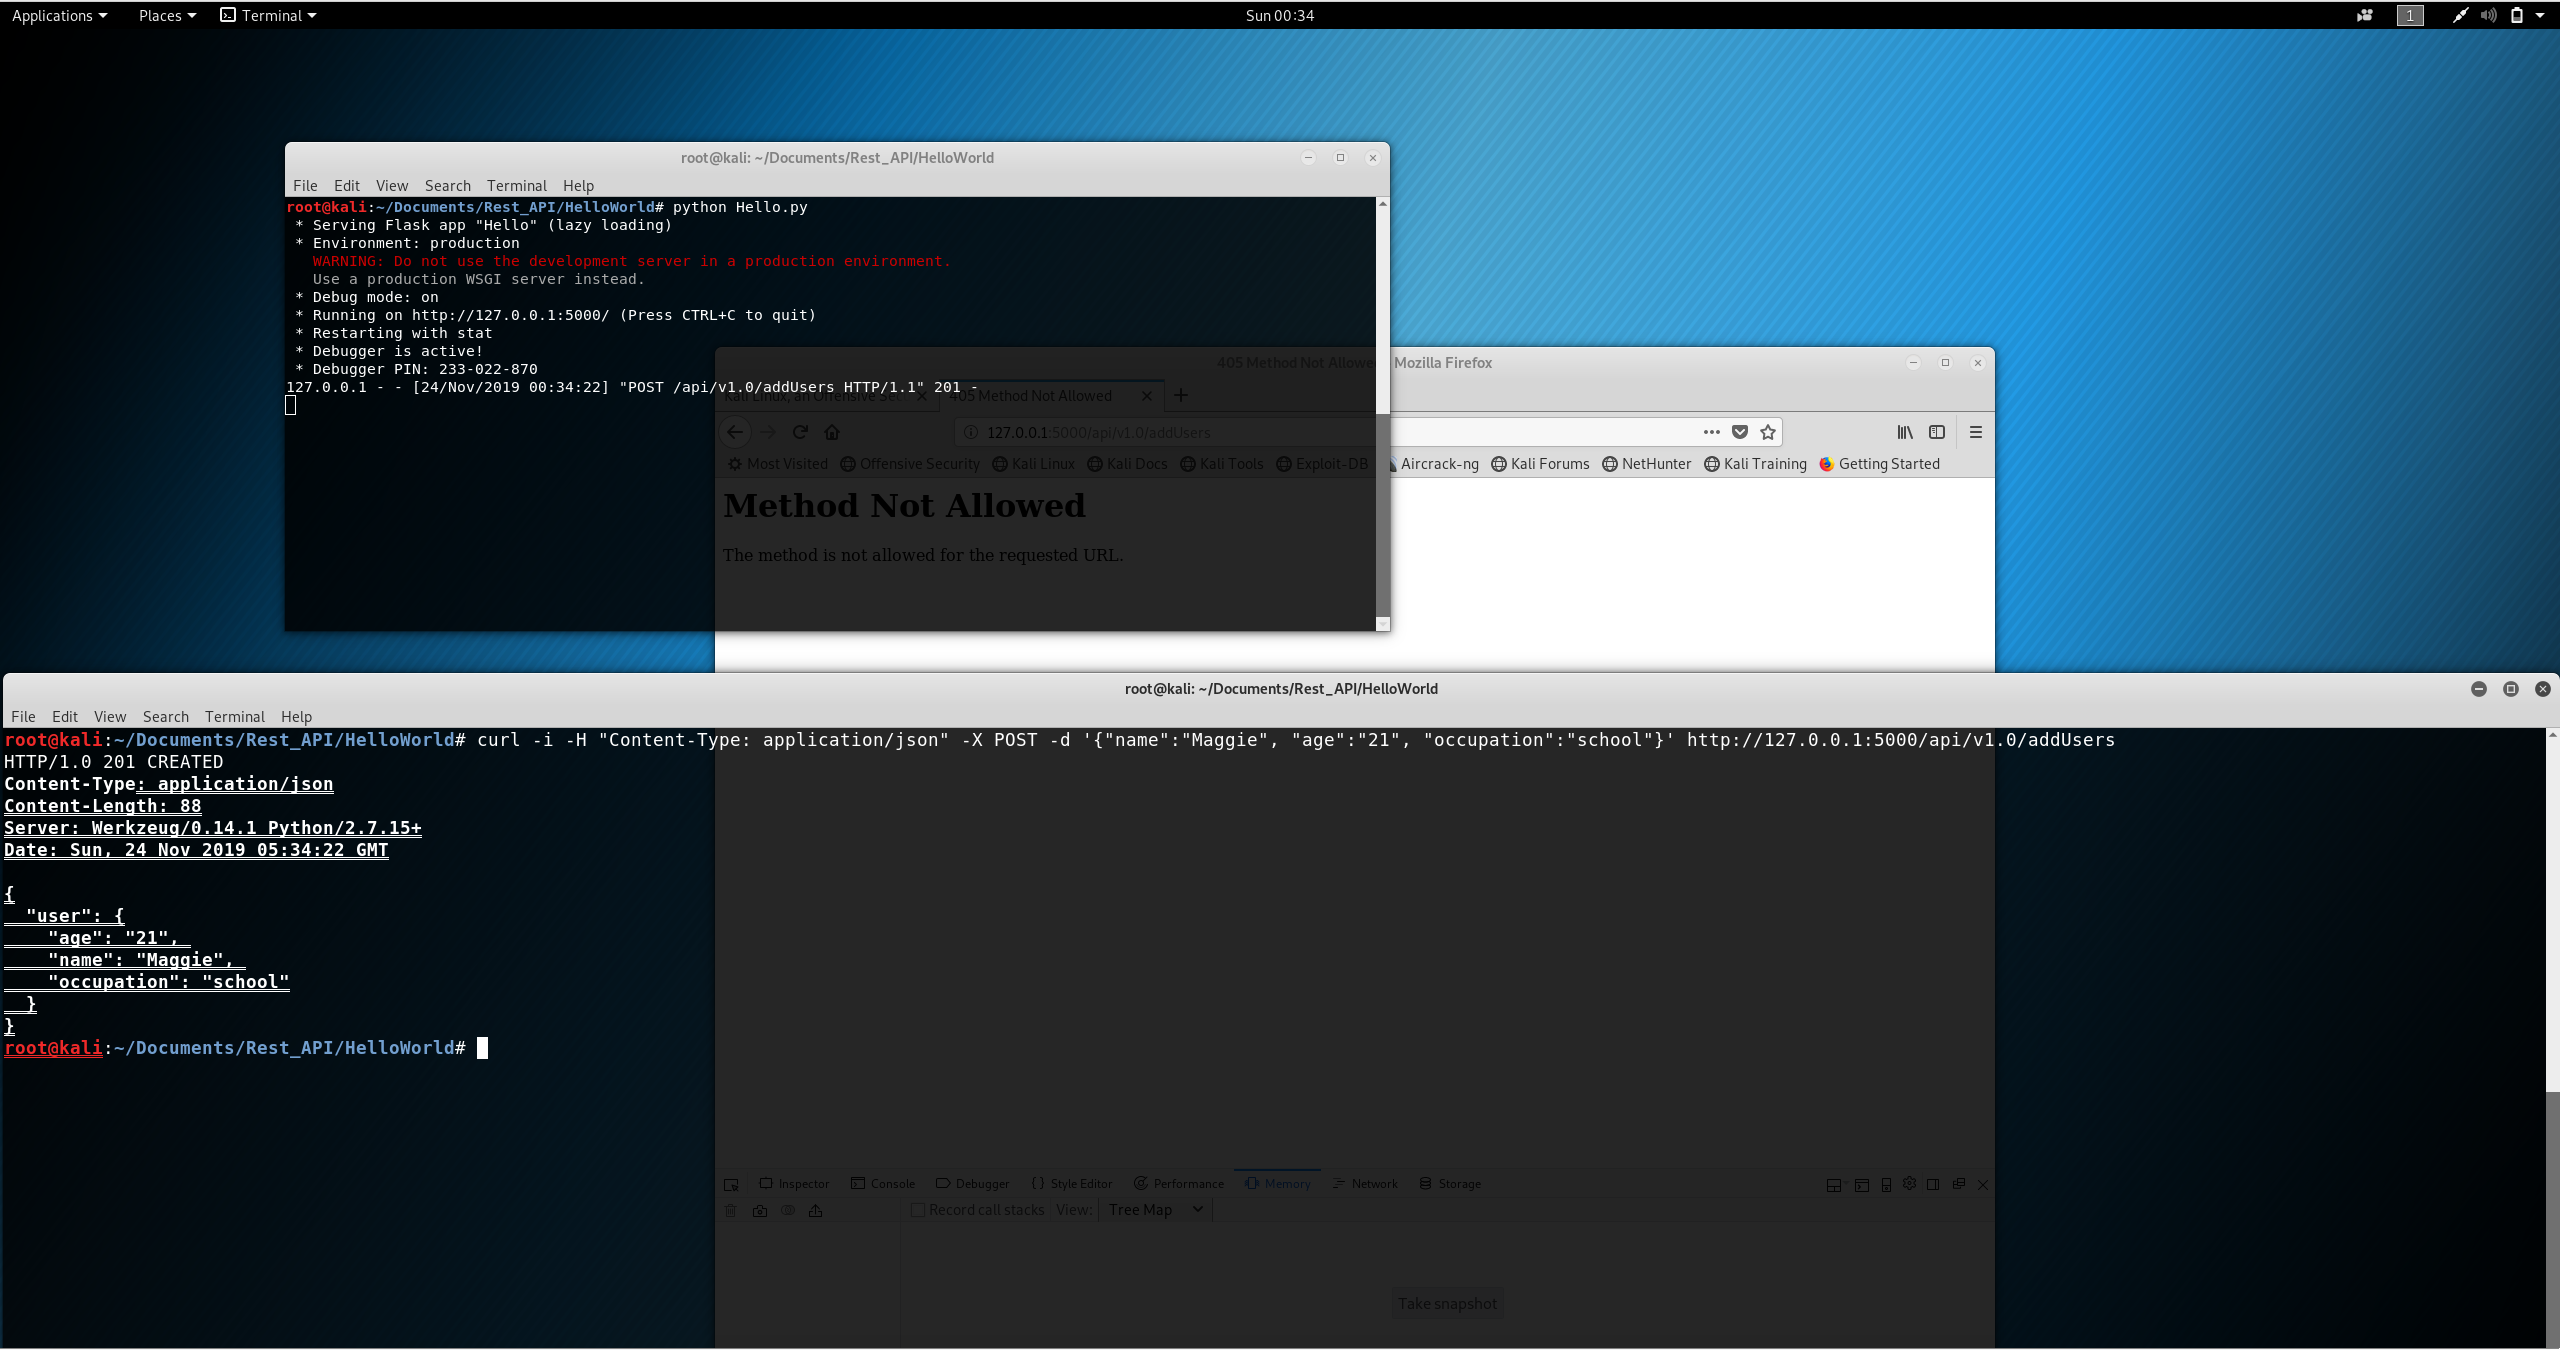 Applications Places Terminal Sun 00:34 1
root@kali: ~/Documents/Rest_API/HelloWorld
File Edit View Search Terminal Help
root@kali:~/Documents/Rest_API/HelloWorld# python Hello.py
 * Serving Flask app "Hello" (lazy loading)
 * Environment: production
   WARNING: Do not use the development server in a production environment.
   Use a production WSGI server instead.
 * Debug mode: on
 * Running on http://127.0.0.1:5000/ (Press CTRL+C to quit)
 * Restarting with stat
 * Debugger is active!
 * Debugger PIN: 233-022-870
127.0.0.1 - - [24/Nov/2019 00:34:22] "POST /api/v1.0/addUsers HTTP/1.1" 201 -
405 Method Not Allowed Mozilla Firefox
Kali Linux, an Offensive Sec 405 Method Not Allowed
127.0.0.1:5000/api/v1.0/addUsers
Most Visited Offensive Security Kali Linux Kali Docs Kali Tools Exploit-DB Aircrack-ng Kali Forums NetHunter Kali Training Getting Started
Method Not Allowed
The method is not allowed for the requested URL.
root@kali: ~/Documents/Rest_API/HelloWorld
File Edit View Search Terminal Help
root@kali:~/Documents/Rest_API/HelloWorld# curl -i -H "Content-Type: application/json" -X POST -d '{"name":"Maggie", "age":"21", "occupation":"school"}' http://127.0.0.1:5000/api/v1.0/addUsers
HTTP/1.0 201 CREATED
Content-Type: application/json
Content-Length: 88
Server: Werkzeug/0.14.1 Python/2.7.15+
Date: Sun, 24 Nov 2019 05:34:22 GMT
{
  "user": {
    "age": "21",
    "name": "Maggie",
    "occupation": "school"
  }
}
root@kali:~/Documents/Rest_API/HelloWorld#
Inspector Console Debugger Style Editor Performance Memory Network Storage
Record call stacks View: Tree Map
Take snapshot